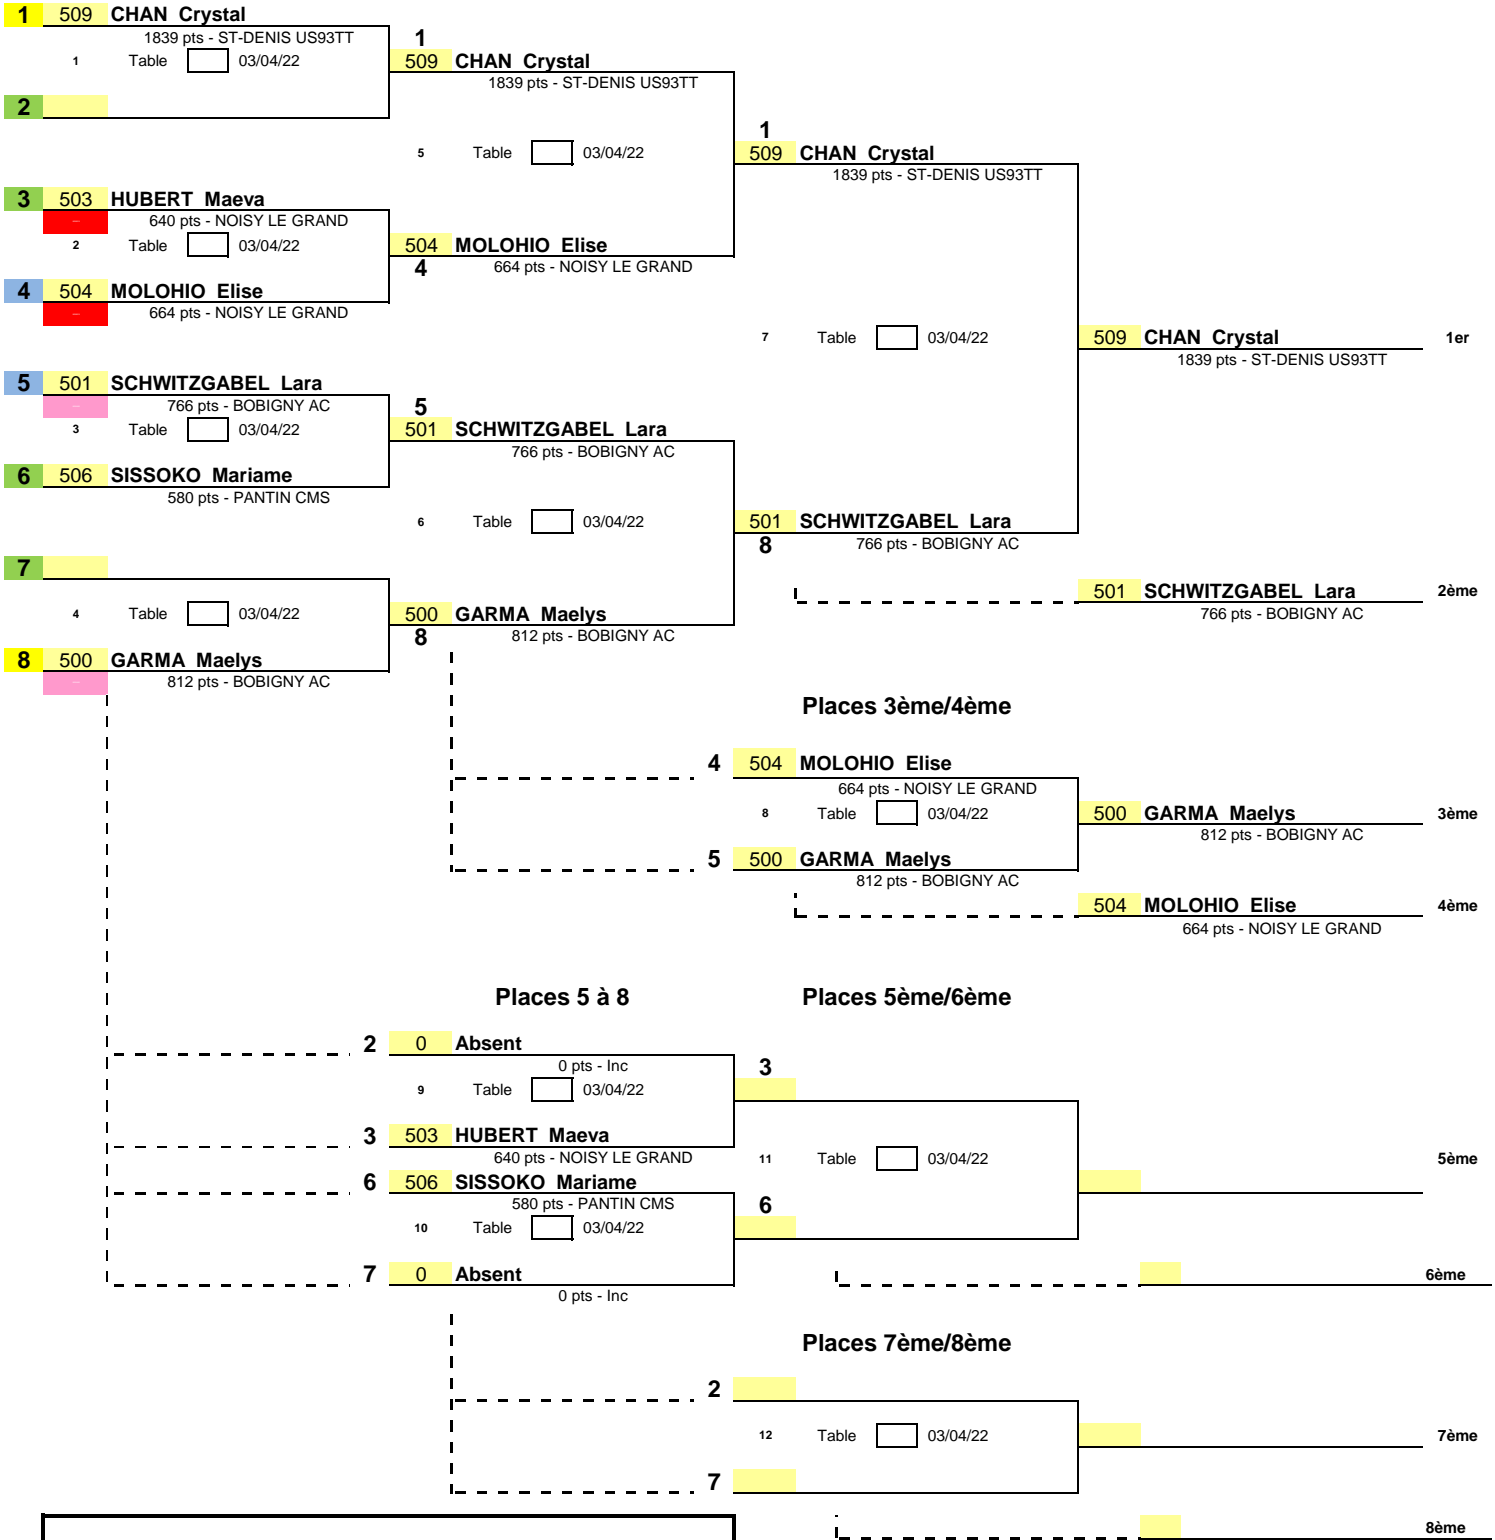 1 509 CHAN Crystal
1839 pts - ST-DENIS US93TT 1
1 Table 03/04/22 509 CHAN Crystal
1839 pts - ST-DENIS US93TT
2
1
5 Table 03/04/22 509 CHAN Crystal
1839 pts - ST-DENIS US93TT
3 503 HUBERT Maeva
– 640 pts - NOISY LE GRAND
2 Table 03/04/22 504 MOLOHIO Elise
4 664 pts - NOISY LE GRAND
4 504 MOLOHIO Elise
– 664 pts - NOISY LE GRAND
7 Table 03/04/22 509 CHAN Crystal 1er
1839 pts - ST-DENIS US93TT
5 501 SCHWITZGABEL Lara
– 766 pts - BOBIGNY AC 5
3 Table 03/04/22 501 SCHWITZGABEL Lara
766 pts - BOBIGNY AC
6 506 SISSOKO Mariame
580 pts - PANTIN CMS
6 Table 03/04/22 501 SCHWITZGABEL Lara
8 766 pts - BOBIGNY AC
7
501 SCHWITZGABEL Lara 2ème
766 pts - BOBIGNY AC
4 Table 03/04/22 500 GARMA Maelys
8 812 pts - BOBIGNY AC
8 500 GARMA Maelys
– 812 pts - BOBIGNY AC
Places 3ème/4ème
4 504 MOLOHIO Elise
664 pts - NOISY LE GRAND
8 Table 03/04/22 500 GARMA Maelys 3ème
812 pts - BOBIGNY AC
5 500 GARMA Maelys
812 pts - BOBIGNY AC
504 MOLOHIO Elise 4ème
664 pts - NOISY LE GRAND
Places 5 à 8 Places 5ème/6ème
2 0 Absent
0 pts - Inc 3
9 Table 03/04/22
3 503 HUBERT Maeva
640 pts - NOISY LE GRAND
11 Table 03/04/22 5ème
6 506 SISSOKO Mariame
580 pts - PANTIN CMS 6
10 Table 03/04/22
7 0 Absent
6ème
0 pts - Inc
Places 7ème/8ème
2
12 Table 03/04/22 7ème
7
8ème